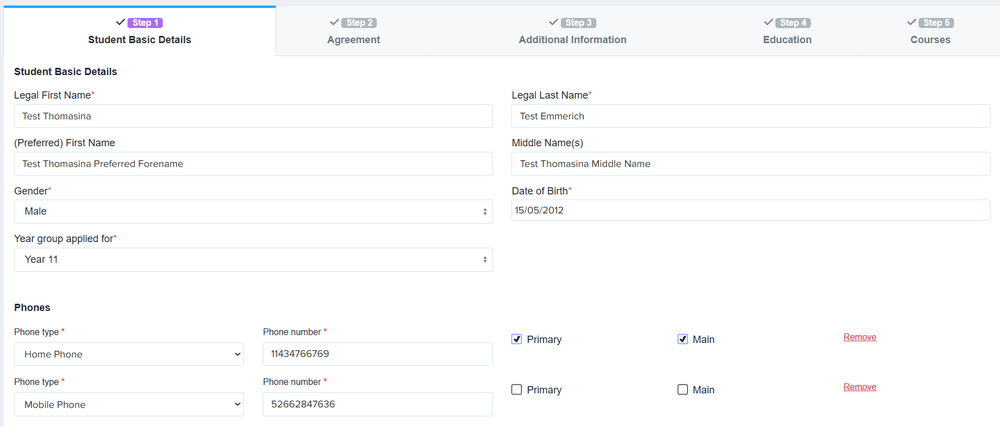 Step 1
Student Basic Details
Step 2
Agreement
Step 3
Additional Information
Step 4
Education
Step 5
Courses
Student Basic Details
Legal First Name*
Test Thomasina
Legal Last Name*
Test Emmerich
(Preferred) First Name
Test Thomasina Preferred Forename
Middle Name(s)
Test Thomasina Middle Name
Gender*
Male
Date of Birth*
15/05/2012
Year group applied for*
Year 11
Phones
Phone type *
Home Phone
Phone number *
11434766769
Primary
Main
Remove
Phone type *
Mobile Phone
Phone number *
52662847636
Primary
Main
Remove